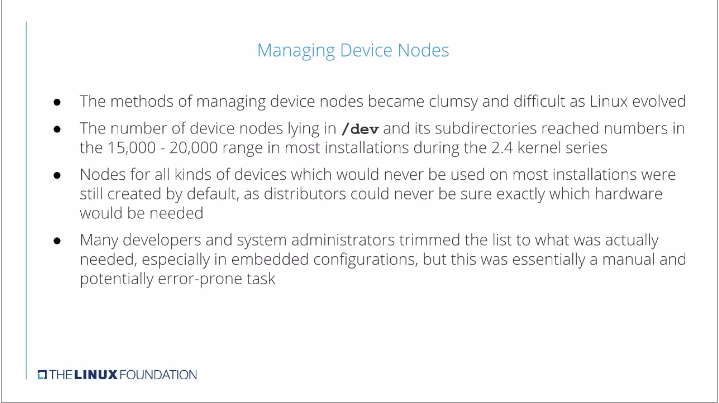 Managing Device Nodes
● The methods of managing device nodes became clumsy and difficult as Linux evolved
● The number of device nodes lying in /dev and its subdirectories reached numbers in
the 15,000 - 20,000 range in most installations during the 2.4 kernel series
● Nodes for all kinds of devices which would never be used on most installations were
still created by default, as distributors could never be sure exactly which hardware
would be needed
● Many developers and system administrators trimmed the list to what was actually
needed, especially in embedded configurations, but this was essentially a manual and
potentially error-prone task
THE LINUX FOUNDATION